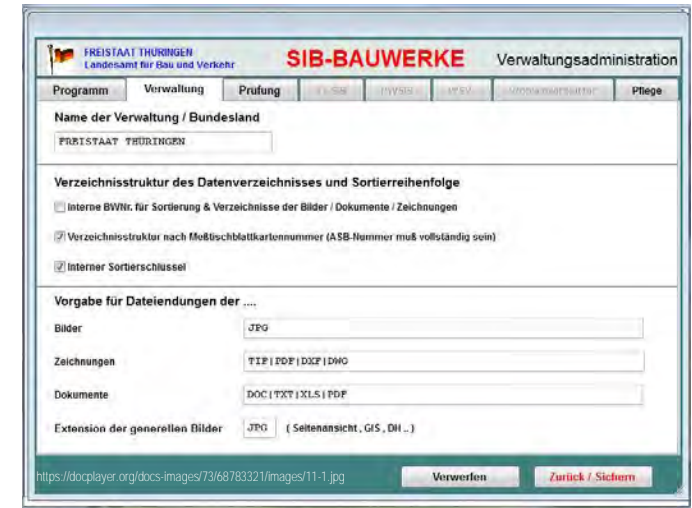 FREISTAAT THÜRINGEN
Landesamt für Bau und Verkehr
SIB-BAUWERKE
Verwaltungsadministration
Programm Verwaltung Prüfung Pflege
Name der Verwaltung / Bundesland
FREISTAAT THÜRINGEN
Verzeichnisstruktur des Datenverzeichnisses und Sortierreihenfolge
Interne BWNr. für Sortierung & Verzeichnisse der Bilder / Dokumente / Zeichnungen
Verzeichnisstruktur nach Meßtischblattkartennummer (ASB-Nummer muß vollständig sein)
Interner Sortierschlüssel
Vorgabe für Dateiendungen der ....
Bilder JPG
Zeichnungen TIF|PDF|DXF|DWG
Dokumente DOC|TXT|XLS|PDF
Extension der generellen Bilder JPG ( Seitenansicht , GIS , DH .. )
https://docplayer.org/docs-images/73/68783321/images/11-1.jpg
Verwerfen Zurück / Sichern